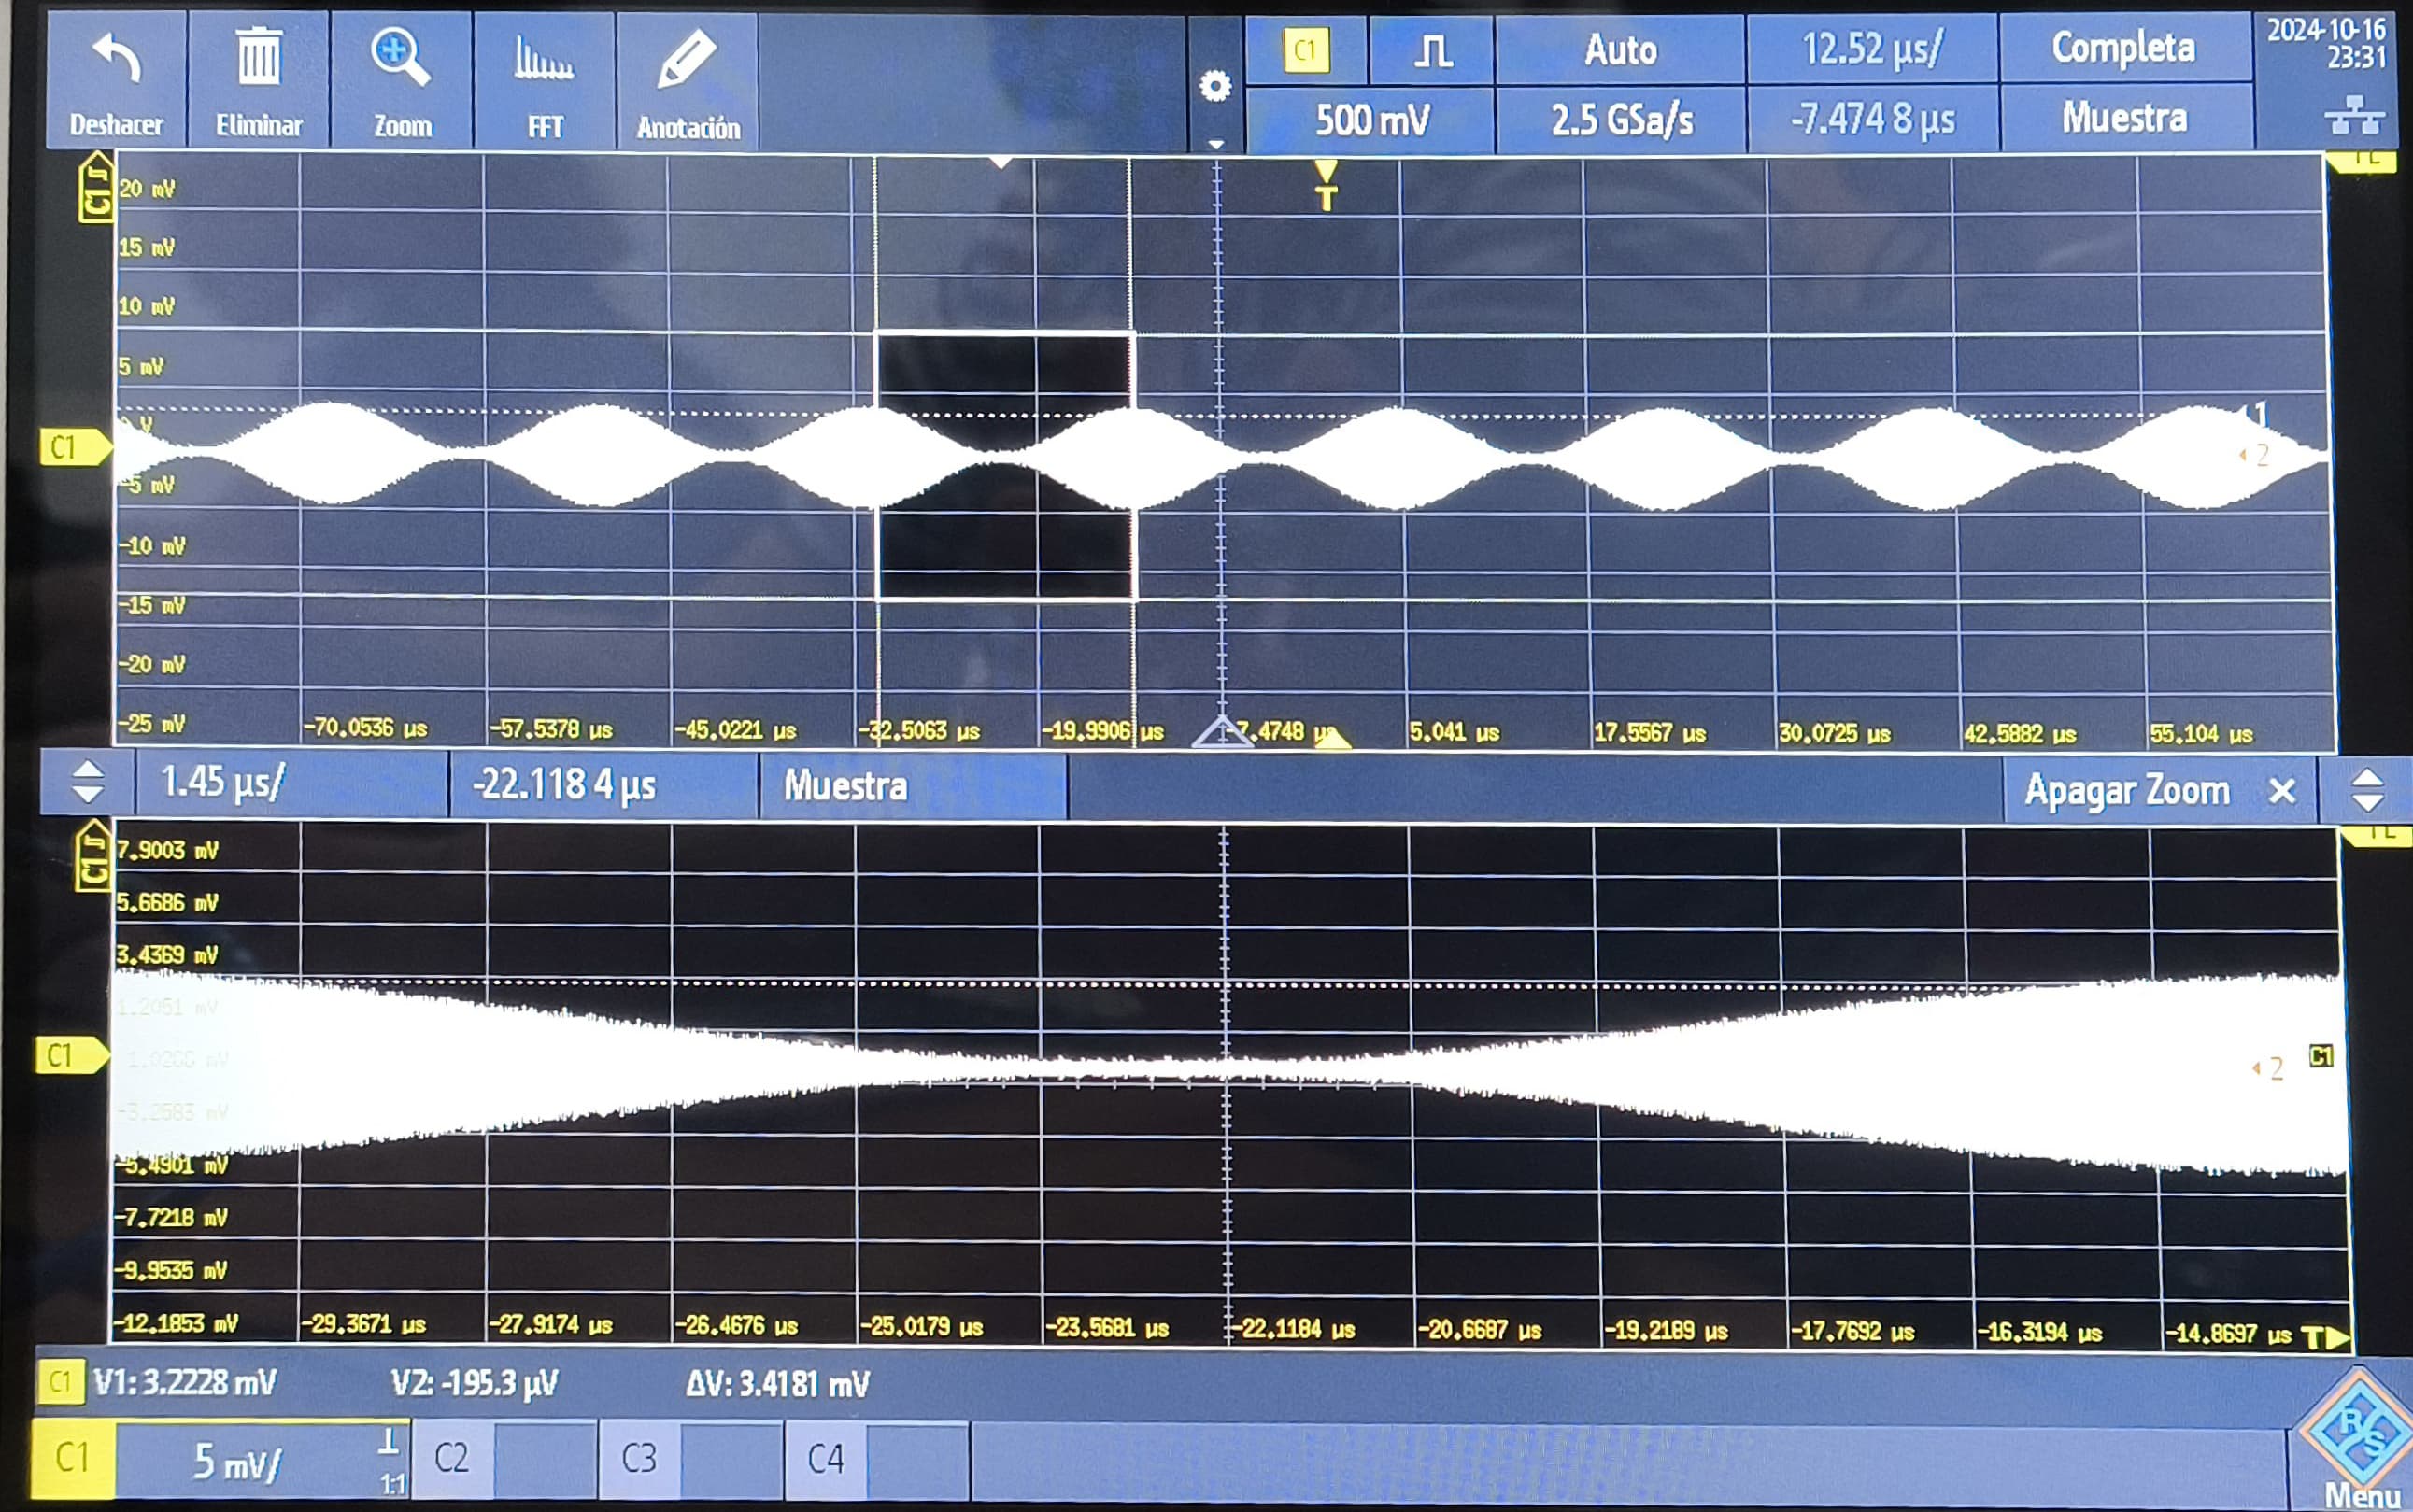 Deshacer
Eliminar
Zoom
FFT
Anotación
C1
Auto
12.52 µs/
Completa
2024-10-16
23:31
500 mV
2.5 GSa/s
-7.474 8 µs
Muestra
C1
20 mV
15 mV
10 mV
5 mV
-5 mV
-10 mV
-15 mV
-20 mV
-25 mV
T
1
2
C1
-70.0536 µs
-57.5378 µs
-45.0221 µs
-32.5063 µs
-19.9906 µs
-7.4748 µs
5.041 µs
17.5567 µs
30.0725 µs
42.5882 µs
55.104 µs
1.45 µs/
-22.118 4 µs
Muestra
Apagar Zoom
C1
7.9003 mV
5.6686 mV
3.4369 mV
1.2051 mV
C1
-3.2583 mV
-5.4901 mV
-7.7218 mV
-9.9535 mV
-12.1853 mV
C1
2
-29.3671 µs
-27.9174 µs
-26.4676 µs
-25.0179 µs
-23.5681 µs
-22.1184 µs
-20.6687 µs
-19.2189 µs
-17.7692 µs
-16.3194 µs
-14.8697 µs
T
C1
V1: 3.2228 mV
V2: -195.3 µV
ΔV: 3.4181 mV
C1
5 mV/
1:1
C2
C3
C4
R S
Menu